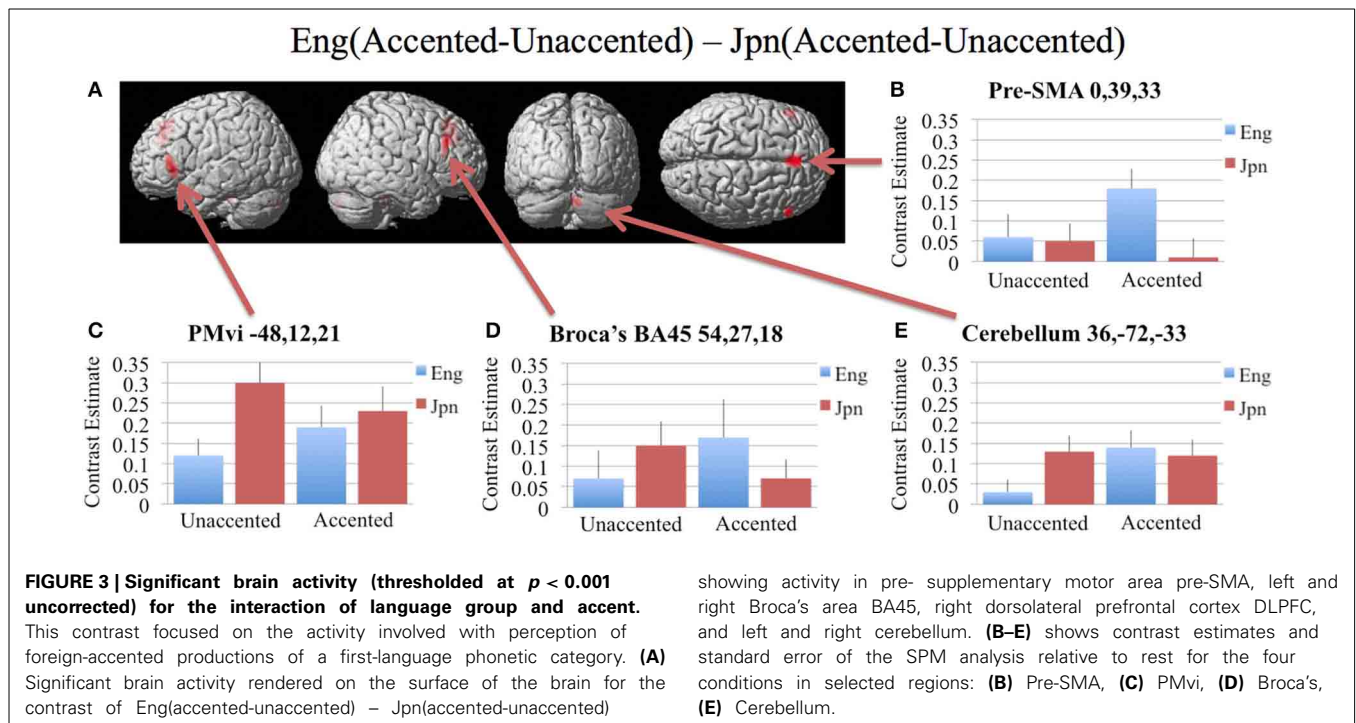 Eng(Accented-Unaccented) – Jpn(Accented-Unaccented)
A
B
Pre-SMA 0,39,33
Contrast Estimate
0.35
0.3
0.25
0.2
0.15
0.1
0.05
0
Unaccented
Accented
Eng
Jpn
C
PMvi -48,12,21
Contrast Estimate
0.35
0.3
0.25
0.2
0.15
0.1
0.05
0
Unaccented
Accented
Eng
Jpn
D
Broca's BA45 54,27,18
Contrast Estimate
0.35
0.3
0.25
0.2
0.15
0.1
0.05
0
Unaccented
Accented
Eng
Jpn
E
Cerebellum 36,-72,-33
Contrast Estimate
0.35
0.3
0.25
0.2
0.15
0.1
0.05
0
Unaccented
Accented
Eng
Jpn
FIGURE 3 | Significant brain activity (thresholded at p < 0.001
uncorrected) for the interaction of language group and accent.
This contrast focused on the activity involved with perception of
foreign-accented productions of a first-language phonetic category. (A)
Significant brain activity rendered on the surface of the brain for the
contrast of Eng(accented-unaccented) – Jpn(accented-unaccented)
showing activity in pre- supplementary motor area pre-SMA, left and
right Broca's area BA45, right dorsolateral prefrontal cortex DLPFC,
and left and right cerebellum. (B–E) shows contrast estimates and
standard error of the SPM analysis relative to rest for the four
conditions in selected regions: (B) Pre-SMA, (C) PMvi, (D) Broca's,
(E) Cerebellum.